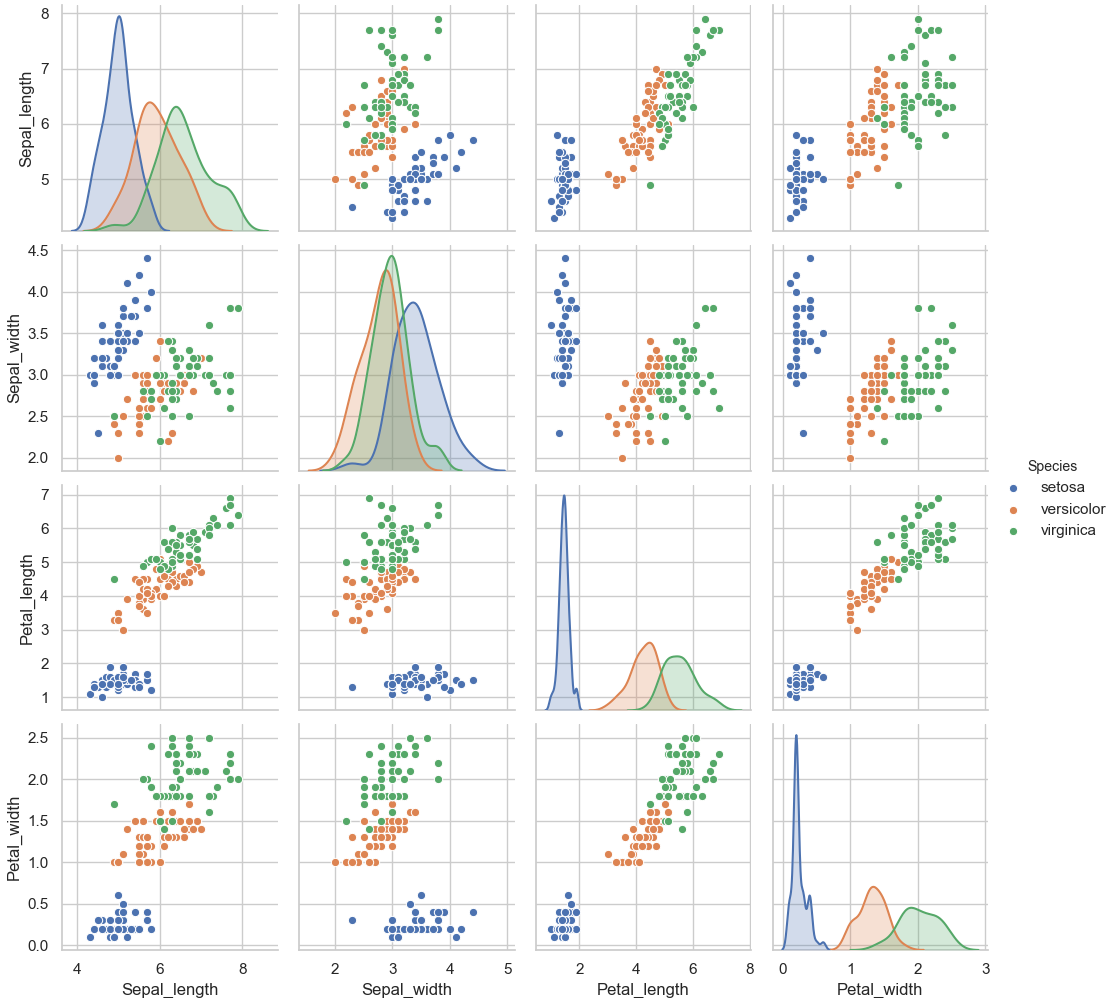 8
7
6
5
Sepal_length
4.5
4.0
3.5
3.0
2.5
2.0
Sepal_width
Species
setosa
versicolor
virginica
7
6
5
4
3
2
1
Petal_length
2.5
2.0
1.5
1.0
0.5
0.0
Petal_width
4 6 8
2 3 4 5
2 4 6 8
0 1 2 3
Sepal_length Sepal_width Petal_length Petal_width